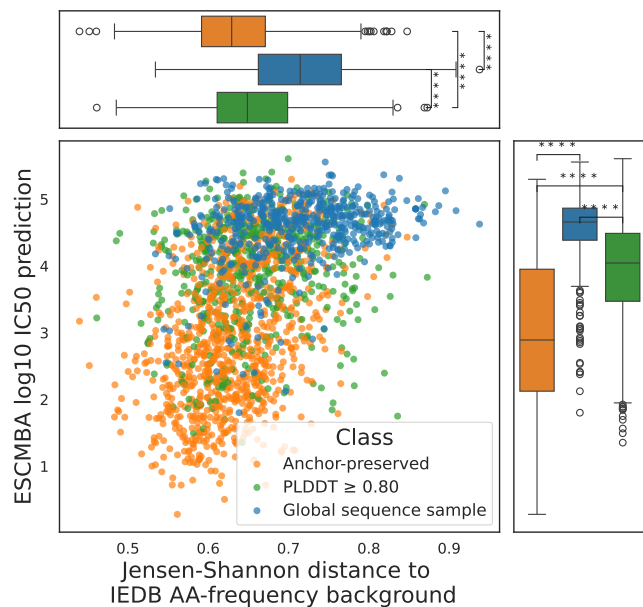 * * * *
* * * *
* * * *
ESCMBA log10 IC50 prediction
5
4
3
2
1
* * * *
* * * *
* * * *
Class
Anchor-preserved
PLDDT ≥ 0.80
Global sequence sample
0.5 0.6 0.7 0.8 0.9
Jensen-Shannon distance to
IEDB AA-frequency background